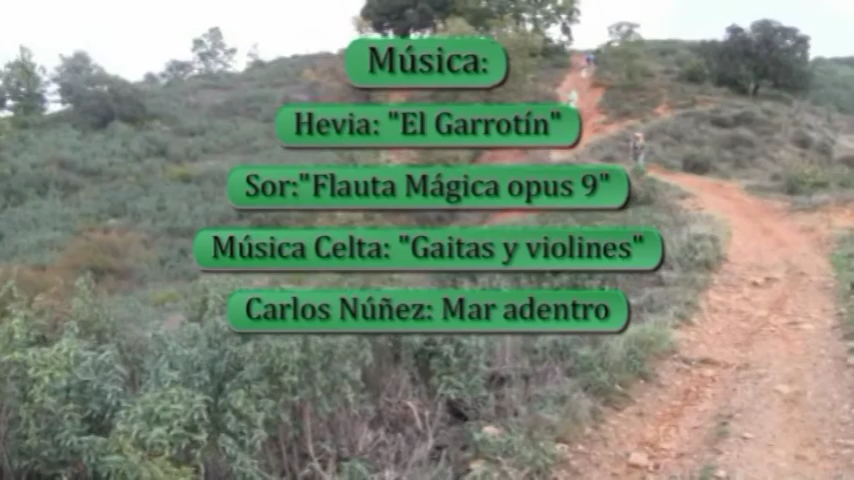 Música:
Hevia: "El Garrotín"
Sor:"Flauta Mágica opus 9"
Música Celta: "Gaitas y violines"
Carlos Núñez: Mar adentro